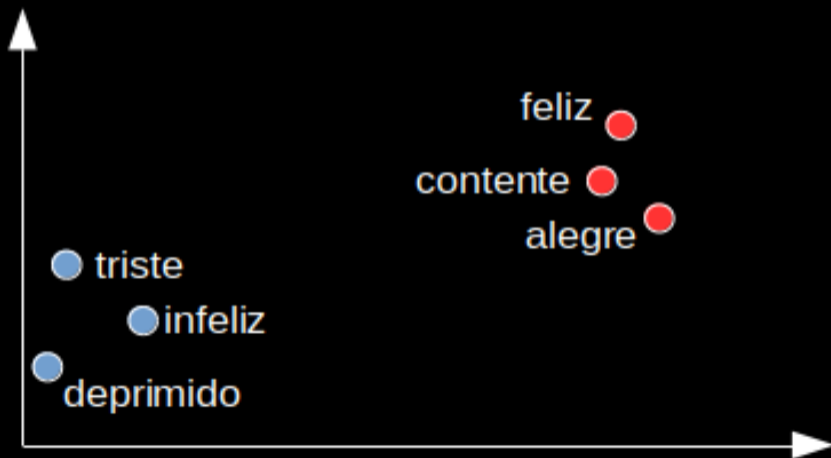 feliz
contente
alegre
triste
infeliz
deprimido